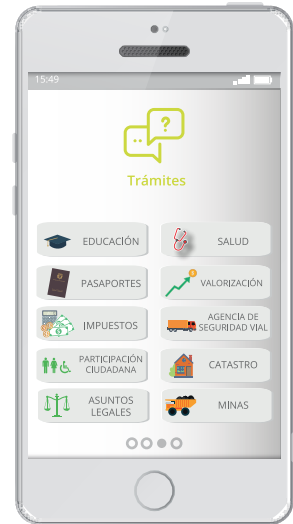 15:49
?
Trámites
EDUCACIÓN
SALUD
PASAPORTES
VALORIZACIÓN
IMPUESTOS
AGENCIA DE
SEGURIDAD VIAL
PARTICIPACIÓN
CIUDADANA
CATASTRO
ASUNTOS
LEGALES
MINAS